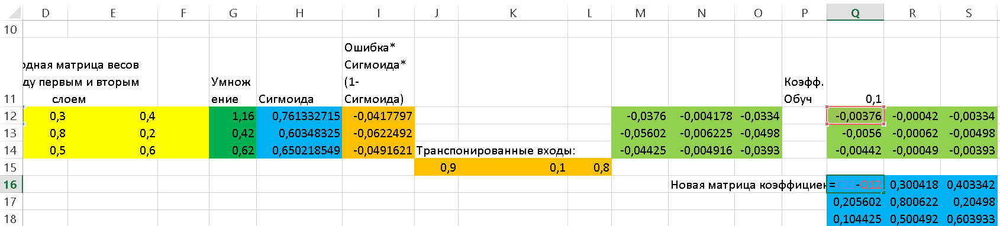 D E F G H I J K L M N O P Q R S
10
11
одная матрица весов
ду первым и вторым
слоем
Умнож
ение
Сигмоида
Ошибка*
Сигмоида*
(1-
Сигмоида)
Коэфф.
Обуч
0,1
12 0,3 0,4 1,16 0,761332715 -0,0417797 -0,0376 -0,004178 -0,0334 -0,00376 -0,00042 -0,00334
13 0,8 0,2 0,42 0,60348325 -0,0622492 -0,05602 -0,006225 -0,0498 -0,0056 -0,00062 -0,00498
14 0,5 0,6 0,62 0,650218549 -0,0491621 Транспонированные входы: -0,04425 -0,004916 -0,0393 -0,00442 -0,00049 -0,00393
15 0,9 0,1 0,8
16 Новая матрица коэффициен =C12-Q12 0,300418 0,403342
17 0,205602 0,800622 0,20498
18 0,104425 0,500492 0,603933